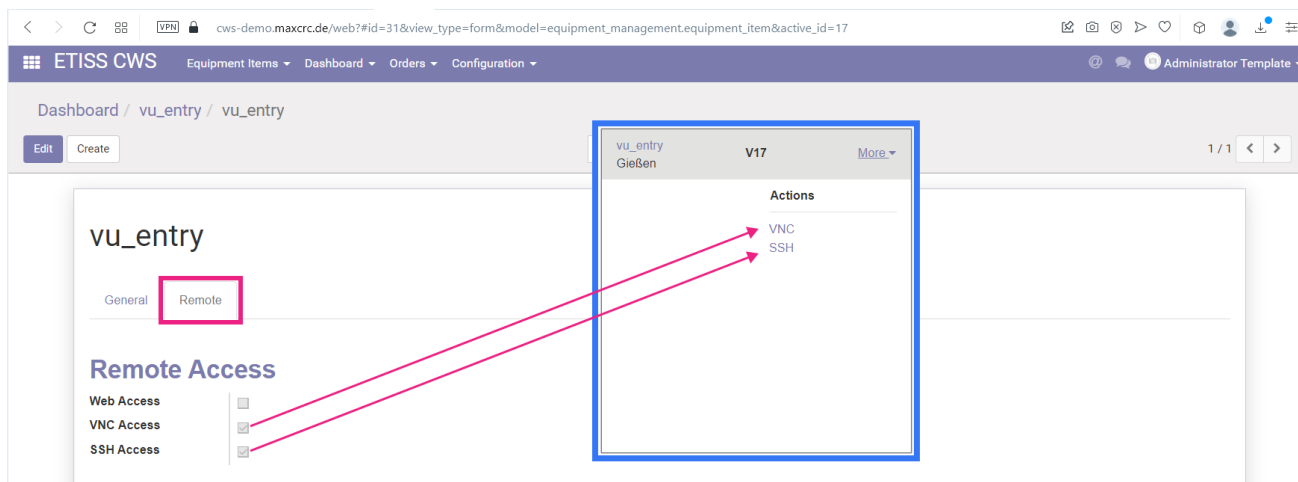 VPN cws-demo.maxcrc.de/web?#id=31&view_type=form&model=equipment_management.equipment_item&active_id=17
ETISS CWS Equipment Items Dashboard Orders Configuration @ Administrator Template
Dashboard / vu_entry / vu_entry
Edit Create 1 / 1
vu_entry V17 More
Gießen
Actions
VNC
SSH
vu_entry
General Remote
Remote Access
Web Access
VNC Access
SSH Access